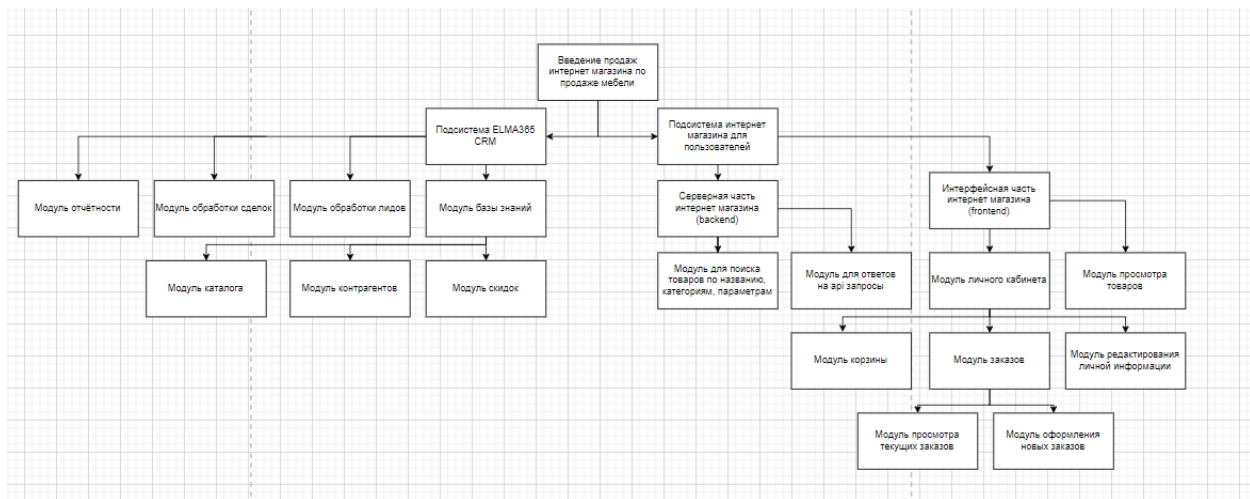 Введение продаж
интернет магазина по
продаже мебели
Подсистема ELMA365
CRM
Подсистема интернет
магазина для
пользователей
Модуль отчётности
Модуль обработки сделок
Модуль обработки лидов
Модуль базы знаний
Серверная часть
интернет магазина
(backend)
Интерфейсная часть
интернет магазина
(frontend)
Модуль каталога
Модуль контрагентов
Модуль скидок
Модуль для поиска
товаров по названию,
категориям, параметрам
Модуль для ответов
на api запросы
Модуль личного кабинета
Модуль просмотра
товаров
Модуль корзины
Модуль заказов
Модуль редактирования
личной информации
Модуль просмотра
текущих заказов
Модуль оформления
новых заказов